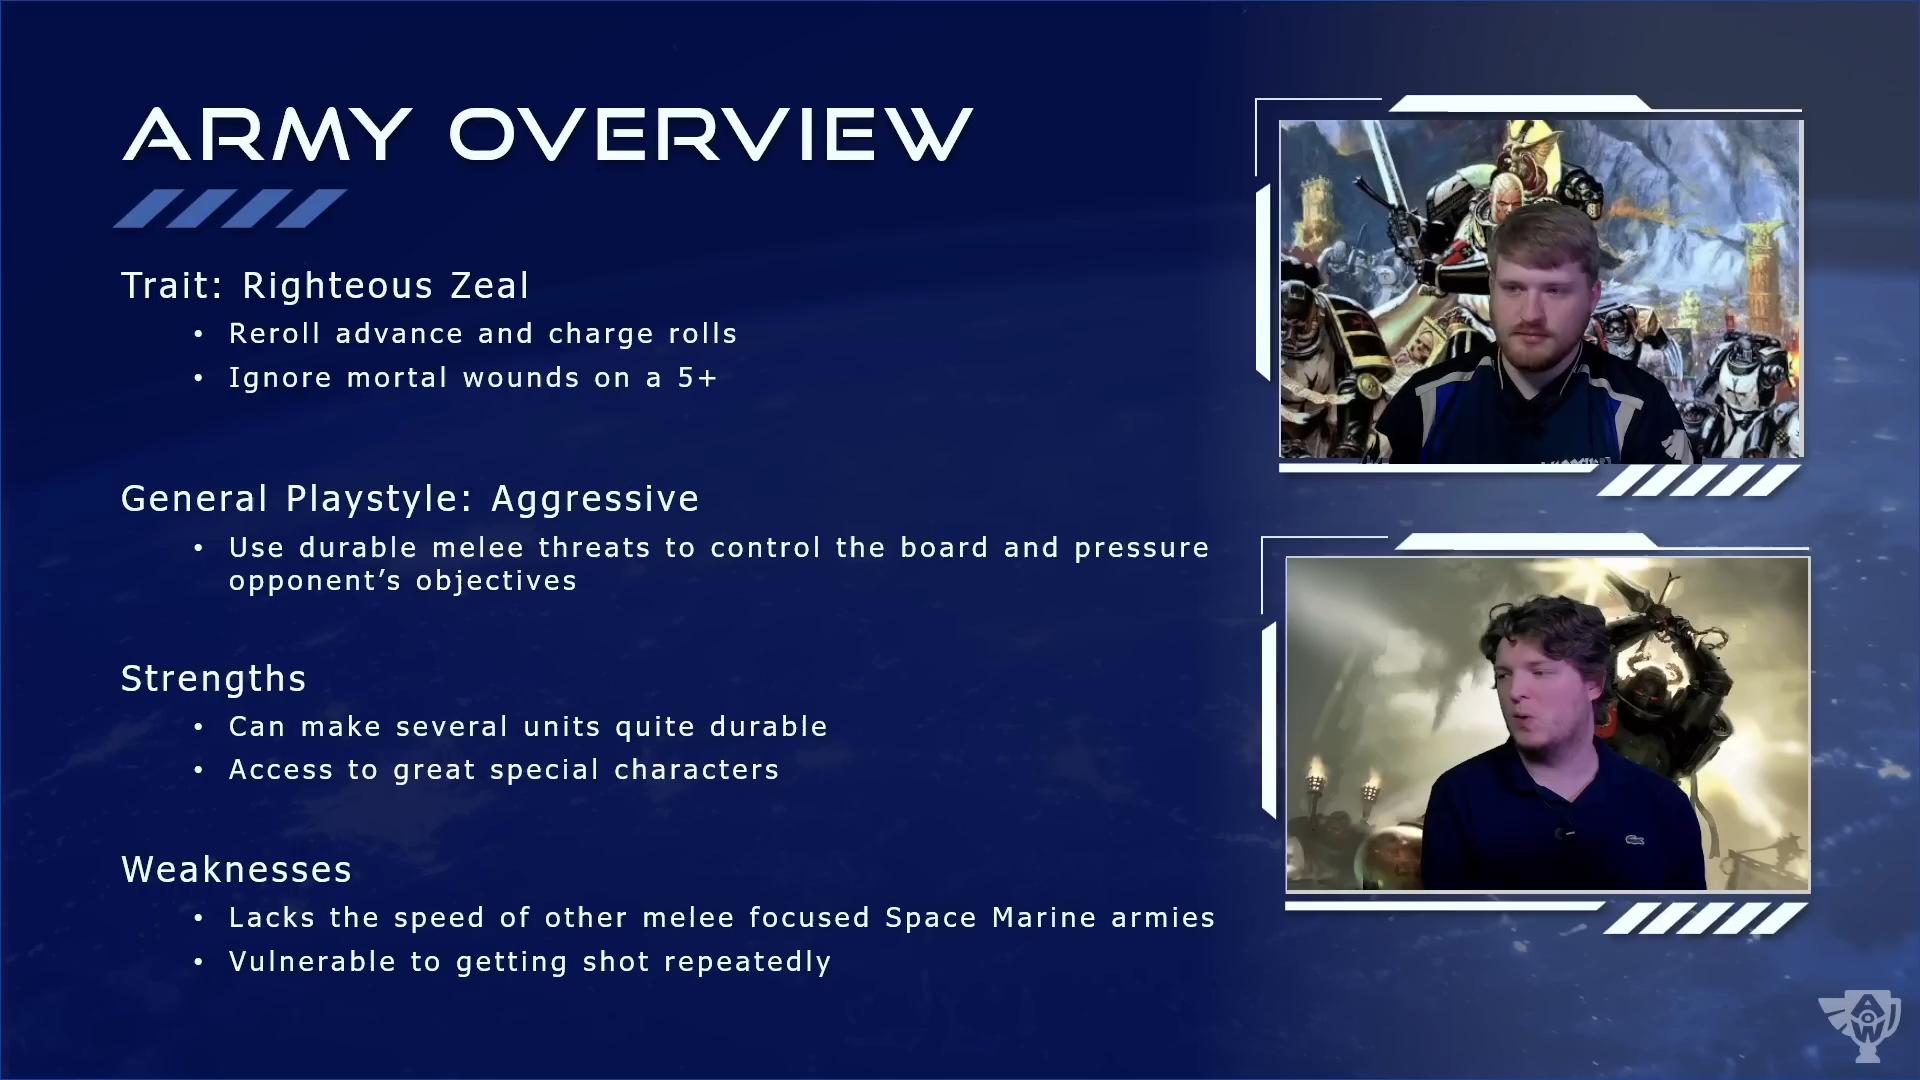 ARMY OVERVIEW
Trait: Righteous Zeal
• Reroll advance and charge rolls
• Ignore mortal wounds on a 5+
General Playstyle: Aggressive
• Use durable melee threats to control the board and pressure
opponent’s objectives
Strengths
• Can make several units quite durable
• Access to great special characters
Weaknesses
• Lacks the speed of other melee focused Space Marine armies
• Vulnerable to getting shot repeatedly
AOW